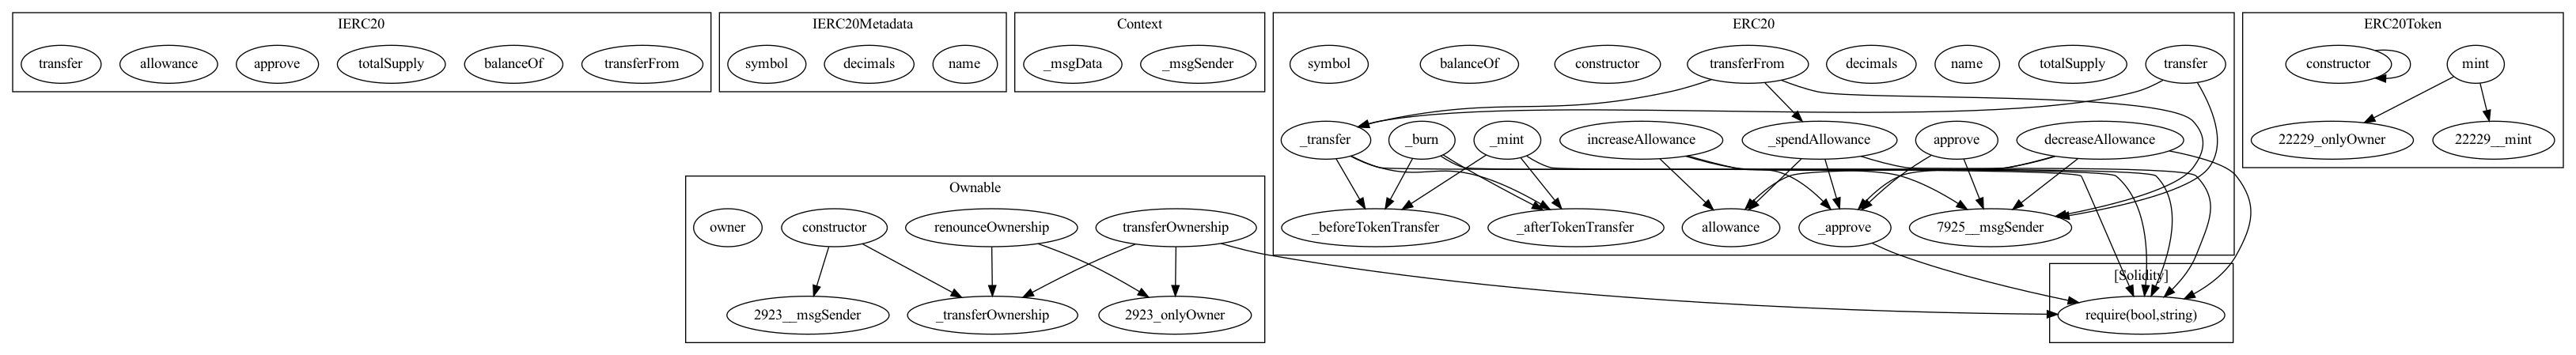 IERC20
transfer
allowance
approve
totalSupply
balanceOf
transferFrom
IERC20Metadata
symbol
decimals
name
Context
_msgData
_msgSender
ERC20
symbol
balanceOf
constructor
transferFrom
decimals
name
totalSupply
transfer
_transfer
_burn
_mint
increaseAllowance
_spendAllowance
approve
decreaseAllowance
_beforeTokenTransfer
_afterTokenTransfer
allowance
_approve
7925__msgSender
ERC20Token
constructor
mint
22229_onlyOwner
22229__mint
Ownable
owner
constructor
renounceOwnership
transferOwnership
2923__msgSender
_transferOwnership
2923_onlyOwner
[Solidity]
require(bool,string)